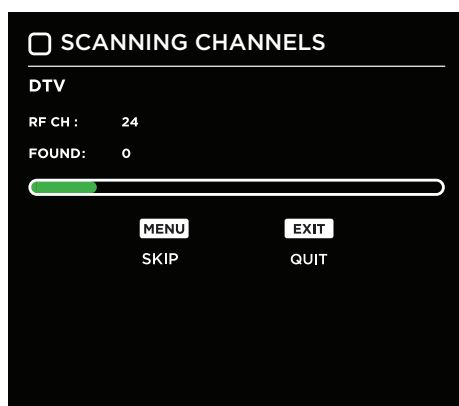 SCANNING CHANNELS
DTV
RF CH : 24
FOUND: 0
MENU EXIT
SKIP QUIT